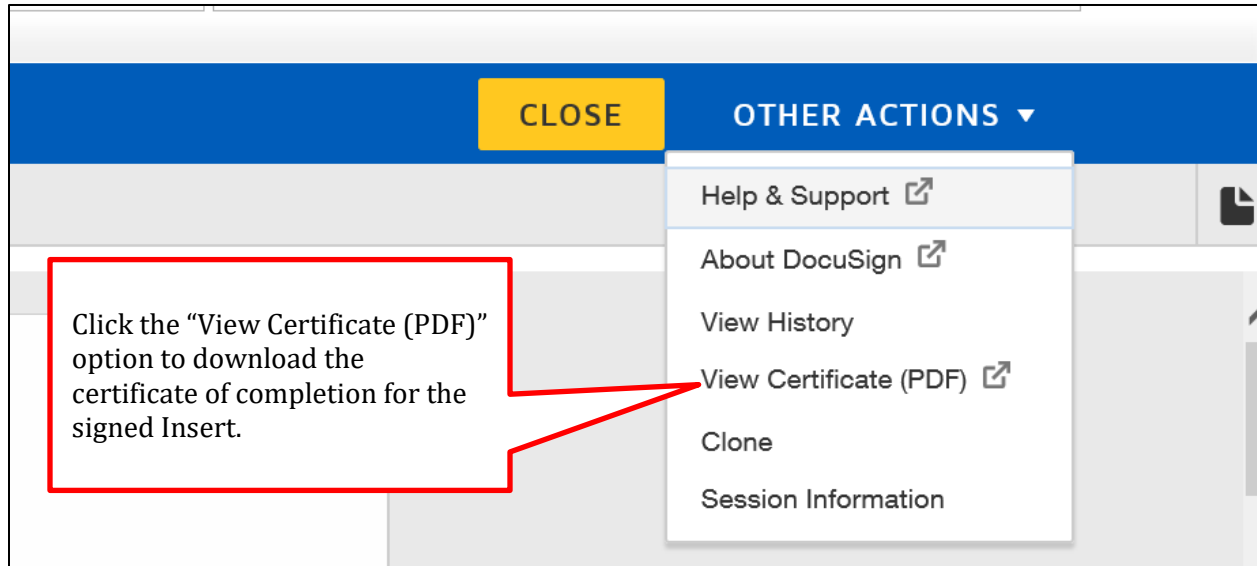 CLOSE
OTHER ACTIONS
Help & Support
About DocuSign
View History
View Certificate (PDF)
Clone
Session Information
Click the “View Certificate (PDF)”
option to download the
certificate of completion for the
signed Insert.